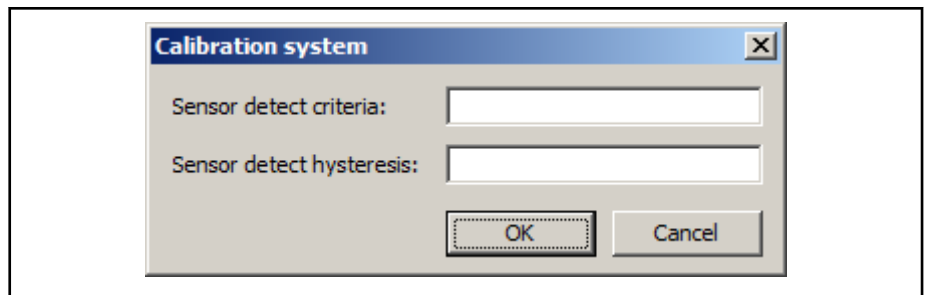 Calibration system
Sensor detect criteria:
Sensor detect hysteresis:
OK Cancel